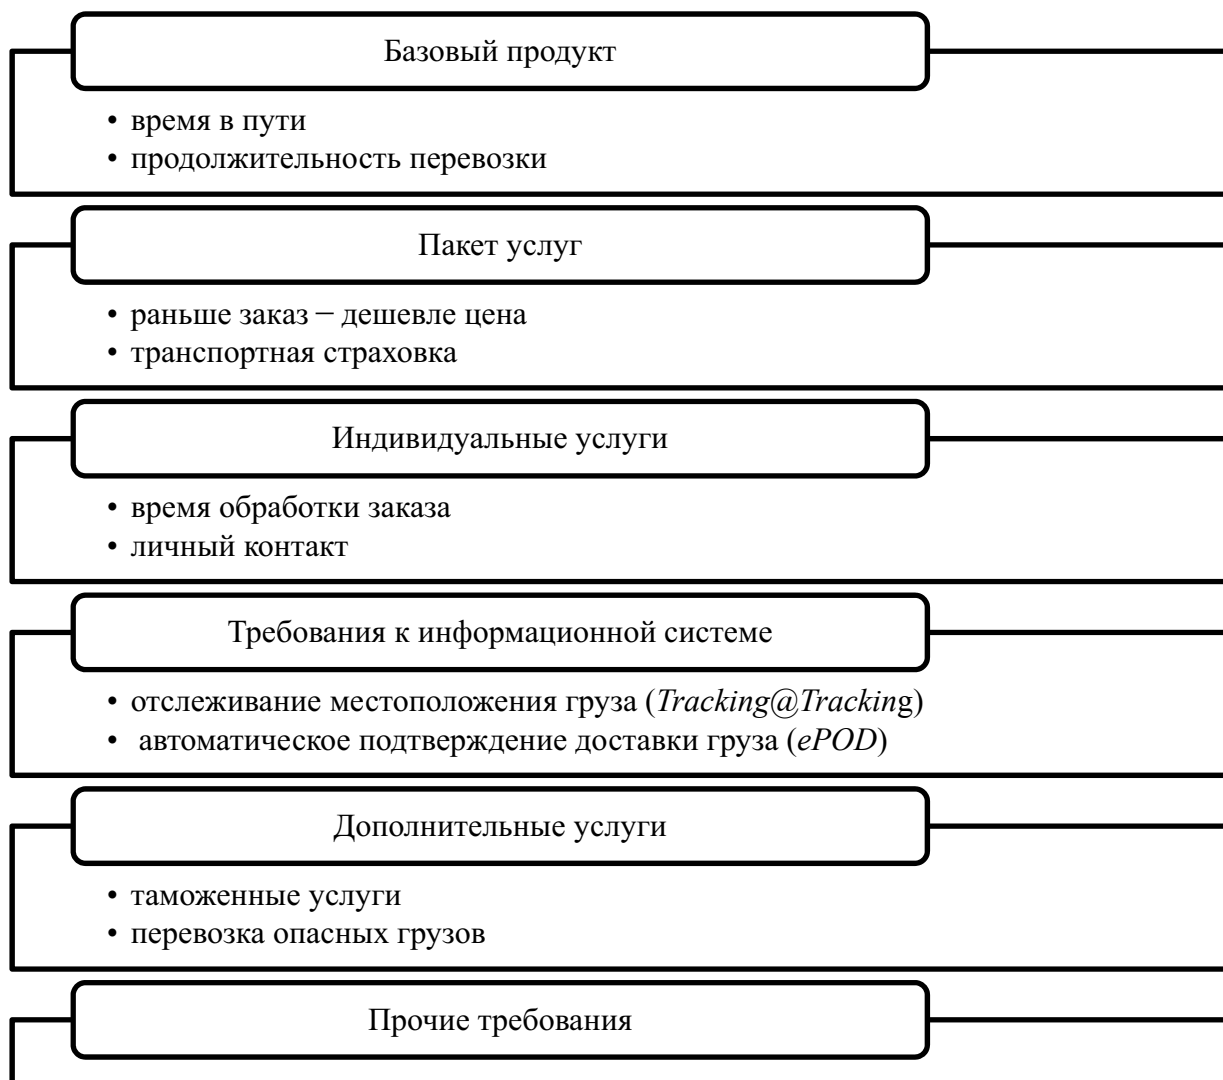 Базовый продукт
• время в пути
• продолжительность перевозки
Пакет услуг
• раньше заказ – дешевле цена
• транспортная страховка
Индивидуальные услуги
• время обработки заказа
• личный контакт
Требования к информационной системе
• отслеживание местоположения груза (Tracking@Tracking)
• автоматическое подтверждение доставки груза (ePOD)
Дополнительные услуги
• таможенные услуги
• перевозка опасных грузов
Прочие требования